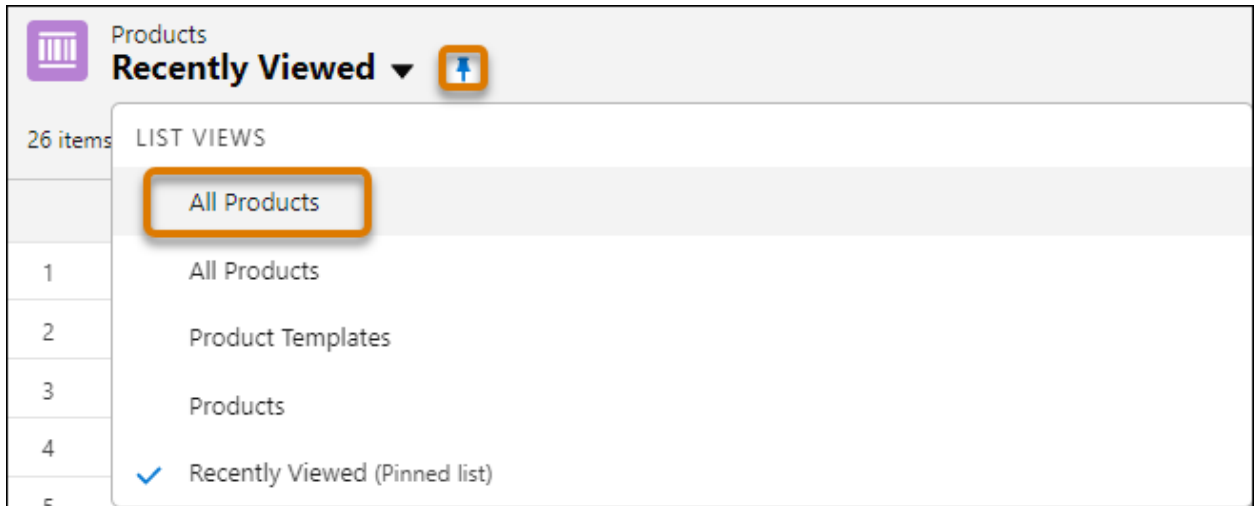 Products
Recently Viewed
26 items
LIST VIEWS
All Products
1
All Products
2
Product Templates
3
Products
4
Recently Viewed (Pinned list)